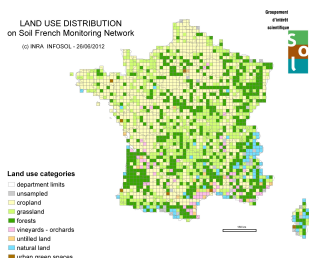 LAND USE DISTRIBUTION
on Soil French Monitoring Network
(c) INRA INFOSOL - 26/06/2012
Groupement
d'Intérêt
scientifique
s
o
l
Land use categories
department limits
unsampled
cropland
grassland
forests
vineyards - orchards
untilled land
natural land
urban green spaces